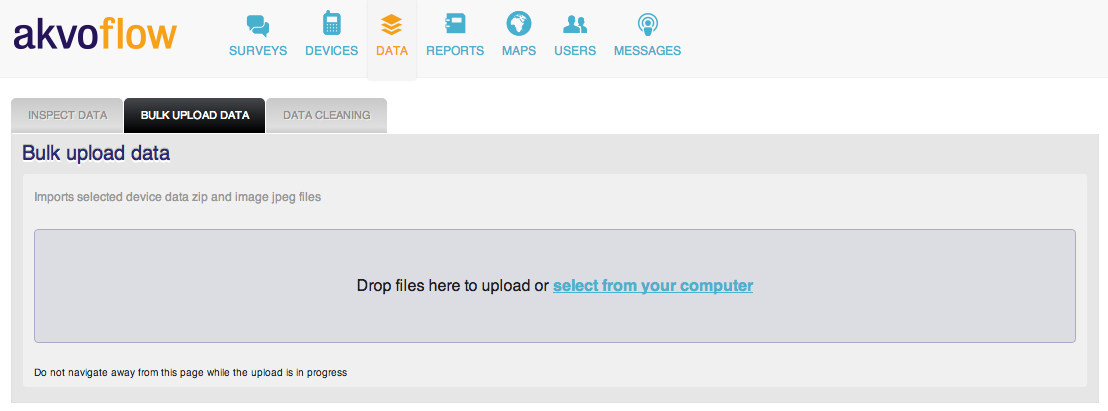 akvoflow
SURVEYS DEVICES DATA REPORTS MAPS USERS MESSAGES
INSPECT DATA BULK UPLOAD DATA DATA CLEANING
Bulk upload data
Imports selected device data zip and image jpeg files
Drop files here to upload or select from your computer
Do not navigate away from this page while the upload is in progress